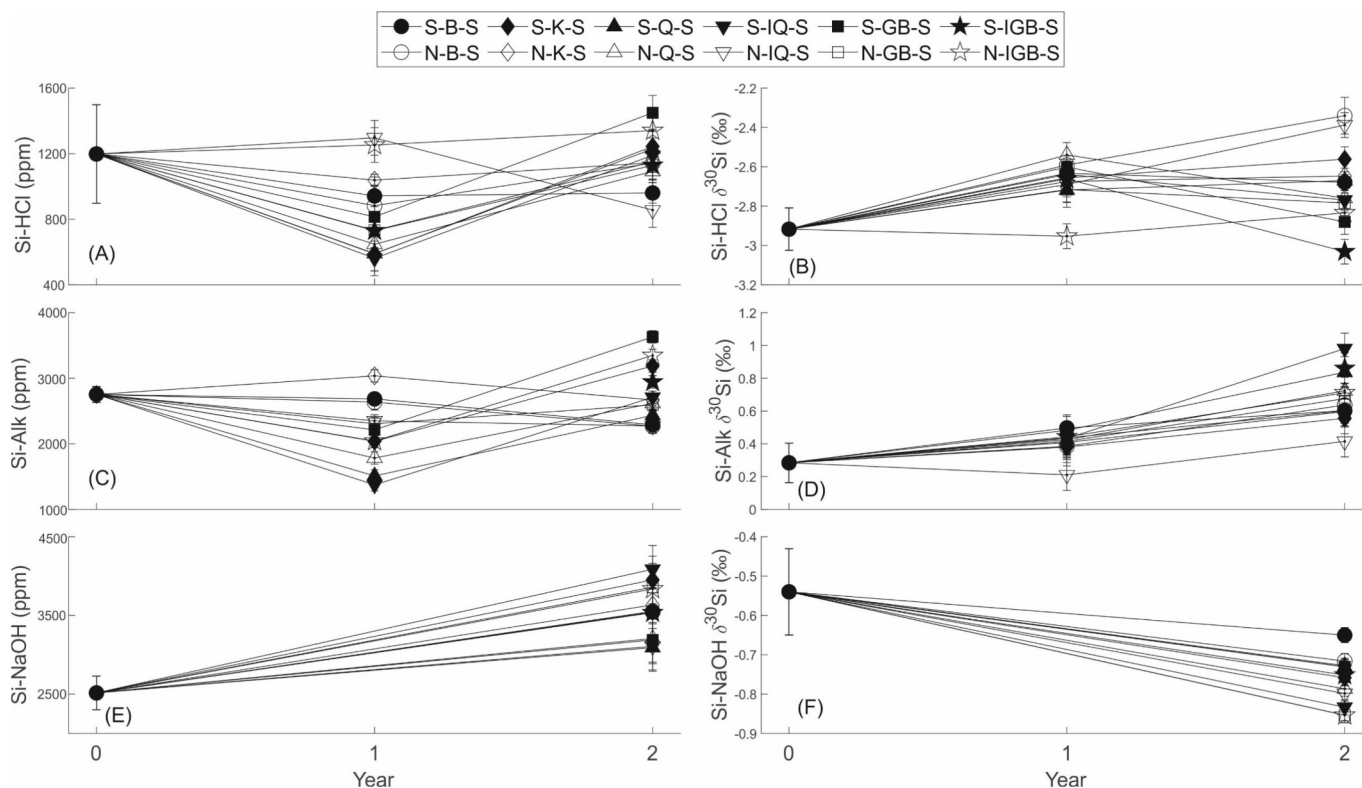 S-B-S S-K-S S-Q-S S-IQ-S S-GB-S S-IGB-S
N-B-S N-K-S N-Q-S N-IQ-S N-GB-S N-IGB-S
1600
1200
800
400
Si-HCl (ppm)
(A)
-2.2
-2.4
-2.6
-2.8
-3
-3.2
Si-HCl δ³⁰Si (‰)
(B)
4000
3000
2000
1000
Si-Alk (ppm)
(C)
1.2
1
0.8
0.6
0.4
0.2
0
Si-Alk δ³⁰Si (‰)
(D)
4500
3500
2500
Si-NaOH (ppm)
(E)
0 1 2
Year
-0.4
-0.5
-0.6
-0.7
-0.8
-0.9
Si-NaOH δ³⁰Si (‰)
(F)
0 1 2
Year